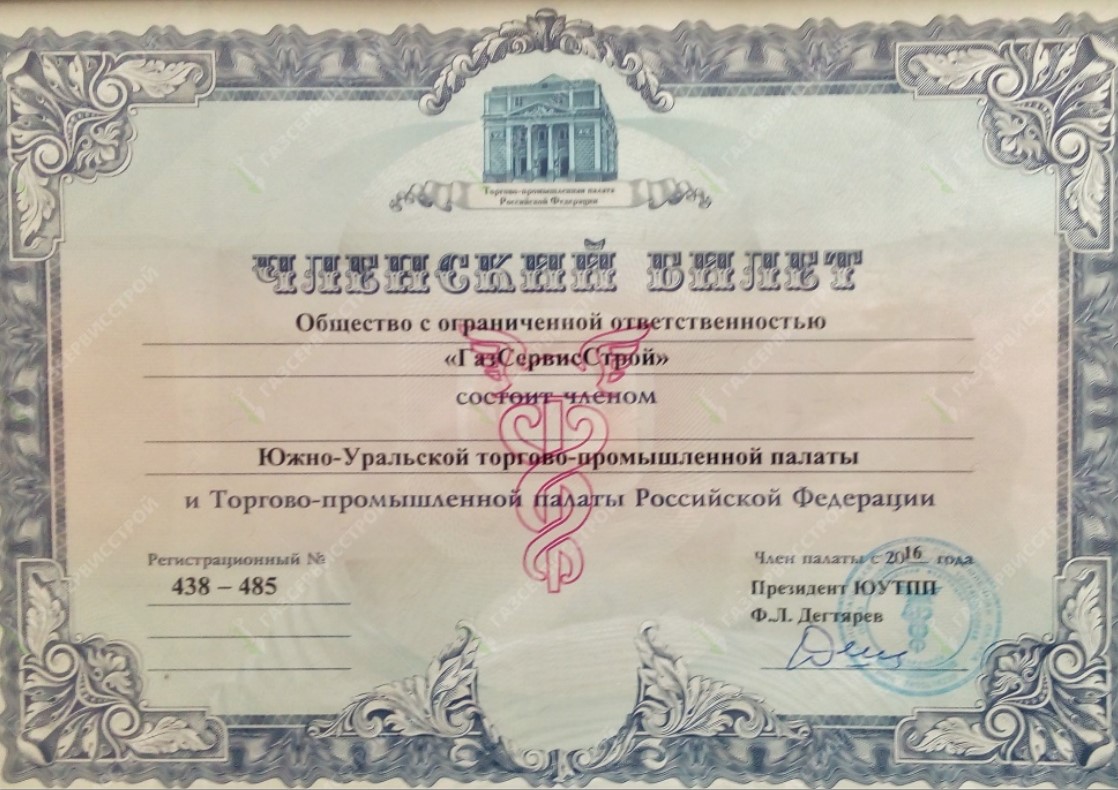 Торгово-промышленная палата
Российской Федерации
ЧЛЕНСКИЙ БИЛЕТ
Общество с ограниченной ответственностью
«ГазСервисСтрой»
состоит членом
Южно-Уральской торгово-промышленной палаты
и Торгово-промышленной палаты Российской Федерации
Регистрационный №
438 – 485
Член палаты с 2016 года
Президент ЮУТПП
Ф.Л. Дегтярев